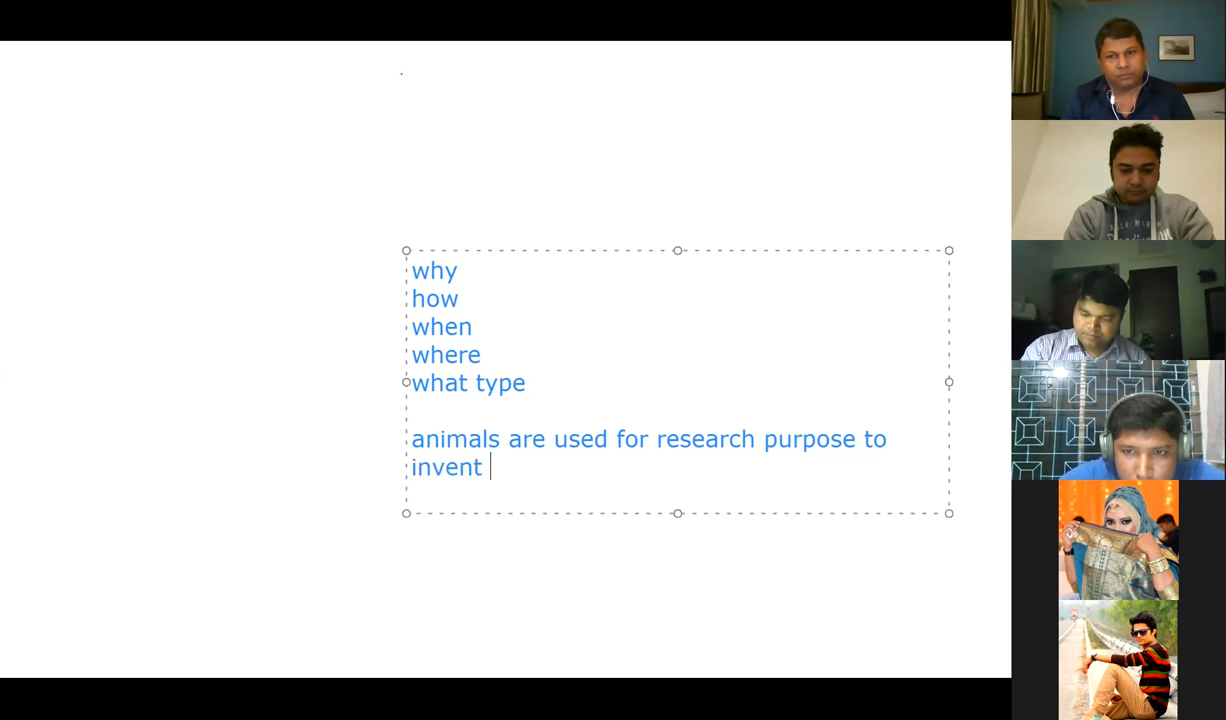 why
how
when
where
what type
animals are used for research purpose to
invent